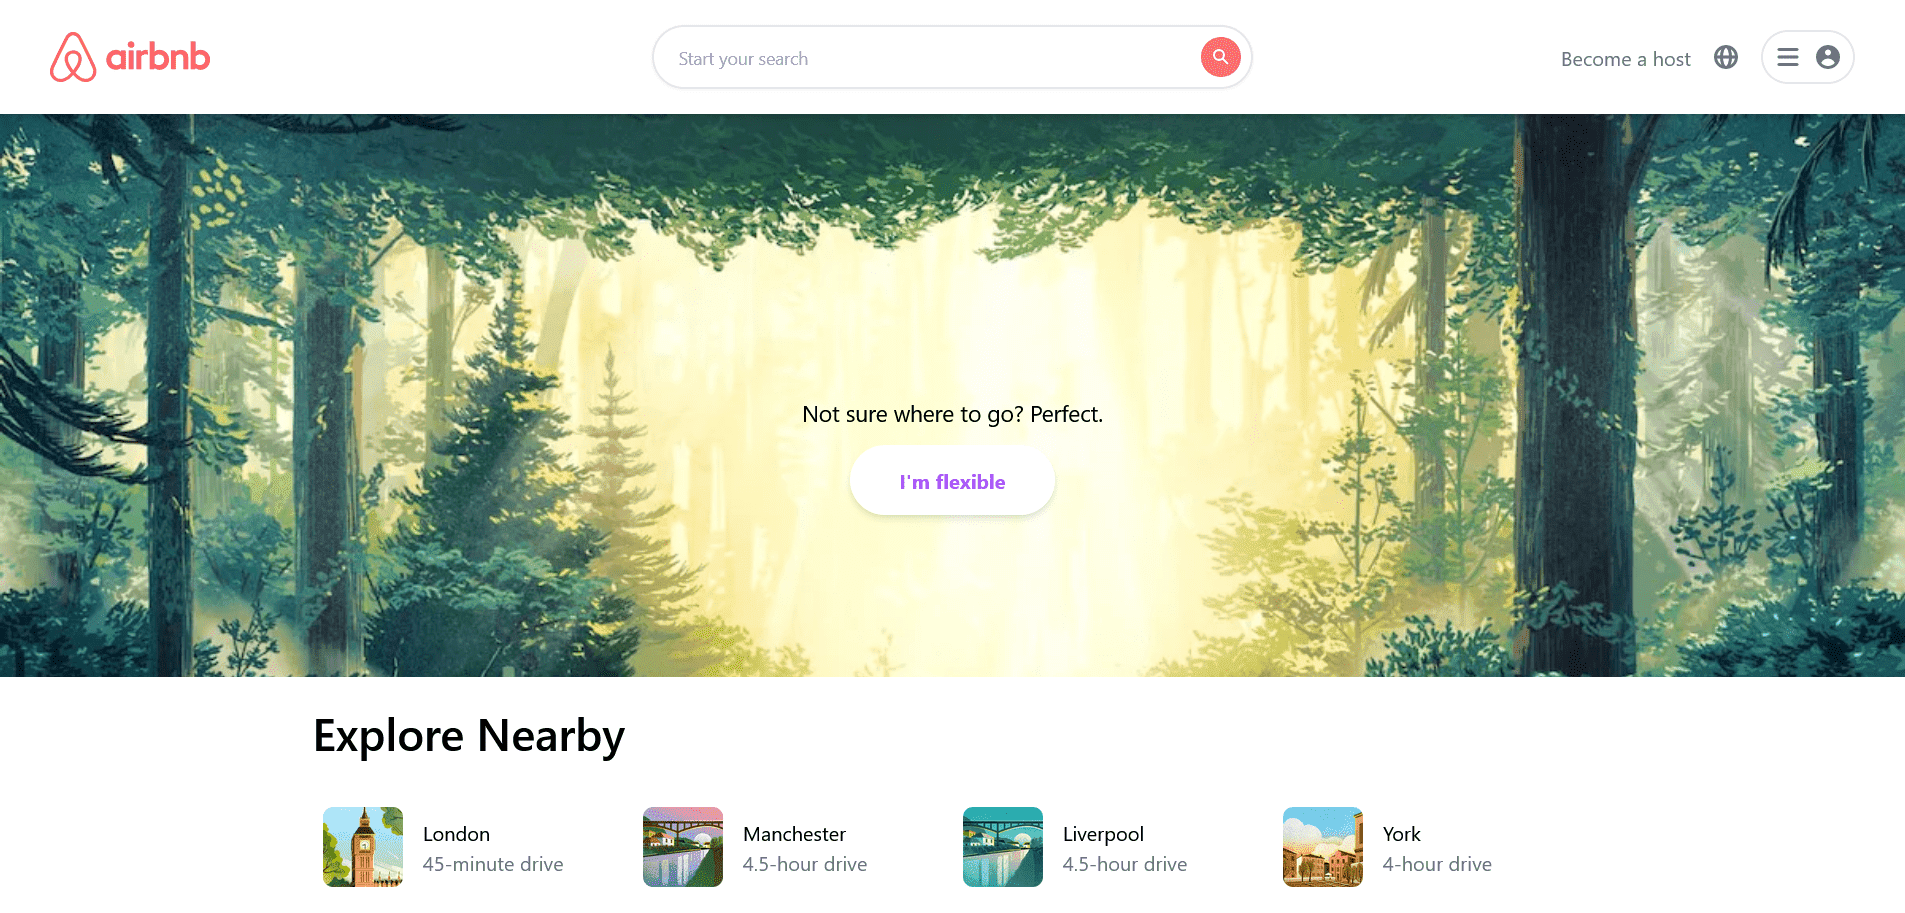 airbnb
Start your search
Become a host
Not sure where to go? Perfect.
I'm flexible
Explore Nearby
London
45-minute drive
Manchester
4.5-hour drive
Liverpool
4.5-hour drive
York
4-hour drive